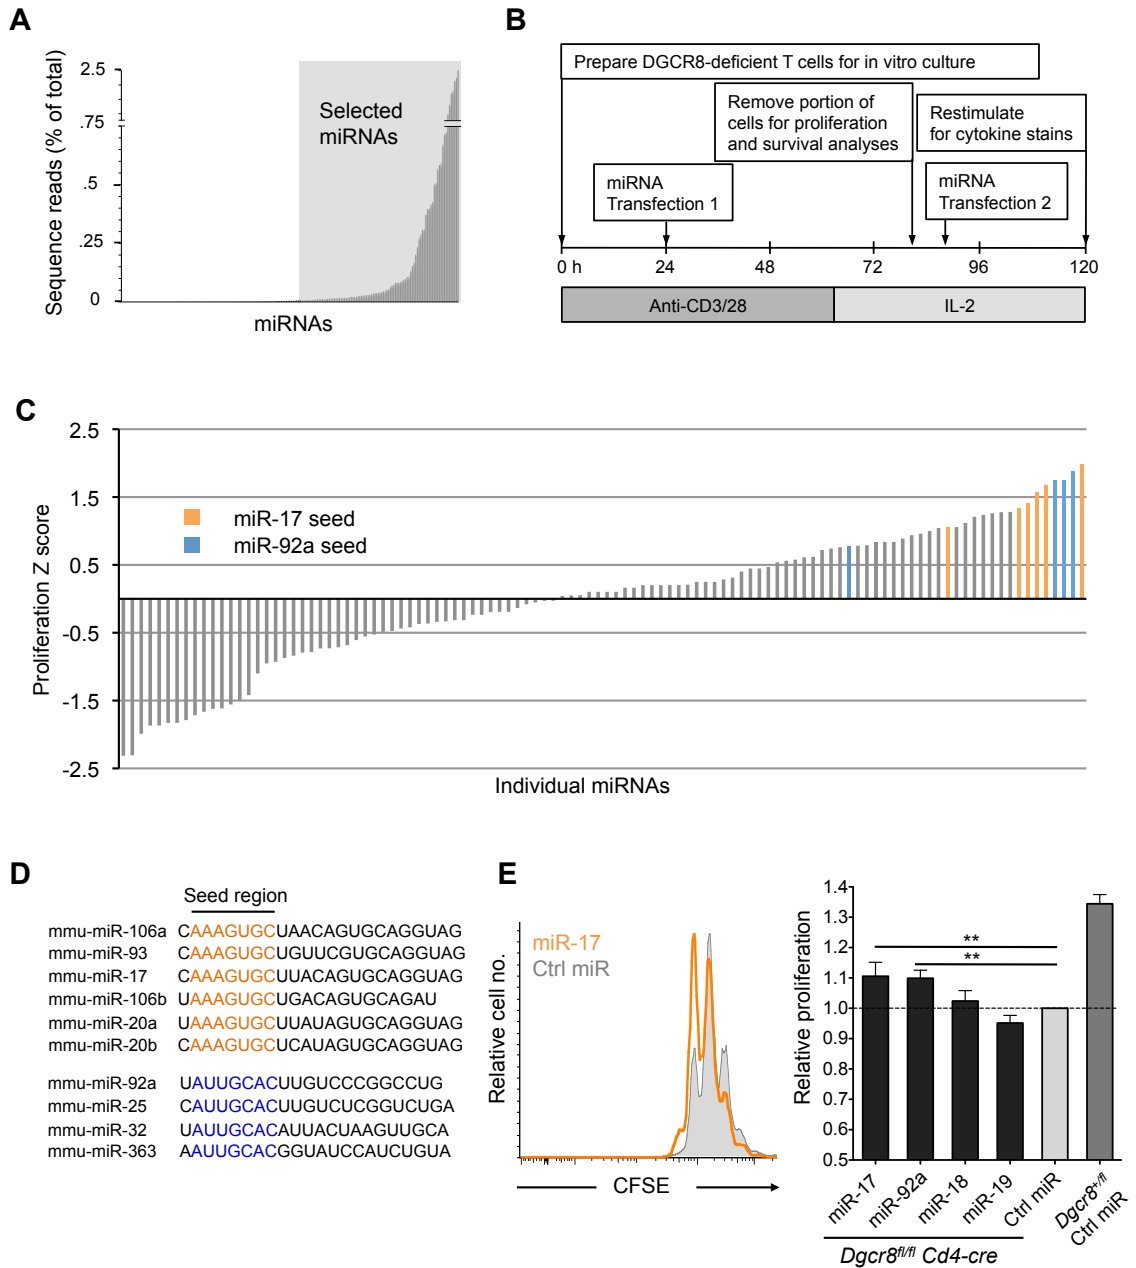 A
Sequence reads (% of total)
2.5
.75
.5
.25
0
Selected
miRNAs
miRNAs
B
Prepare DGCR8-deficient T cells for in vitro culture
Remove portion of
cells for proliferation
and survival analyses
Restimulate
for cytokine stains
miRNA
Transfection 1
miRNA
Transfection 2
0 h
24
48
72
96
120
Anti-CD3/28
IL-2
C
Proliferation Z score
2.5
1.5
0.5
-0.5
-1.5
-2.5
miR-17 seed
miR-92a seed
Individual miRNAs
D
Seed region
mmu-miR-106a CAAAGUGCUAACAGUGCAGGUAG
mmu-miR-93 CAAAGUGCUGUUCGUGCAGGUAG
mmu-miR-17 CAAAGUGCUUACAGUGCAGGUAG
mmu-miR-106b UAAAGUGCUGACAGUGCAGAU
mmu-miR-20a UAAAGUGCUUAUAGUGCAGGUAG
mmu-miR-20b CAAAGUGCUCAUAGUGCAGGUAG
mmu-miR-92a UAUUGCACUUGUCCCGGCCUG
mmu-miR-25 CAUUGCACUUGUCUCGGUCUGA
mmu-miR-32 UAUUGCACAUUACUAAGUUGCA
mmu-miR-363 AAUUGCACGGUAUCCAUCUGUA
E
Relative cell no.
miR-17
Ctrl miR
CFSE
Relative proliferation
1.4
1.3
1.2
1.1
1.0
0.9
0.8
0.7
0.6
0.5
**
**
miR-17
miR-92a
miR-18
miR-19
Ctrl miR
Dgcr8+/fl
Ctrl miR
Dgcr8fl/fl Cd4-cre